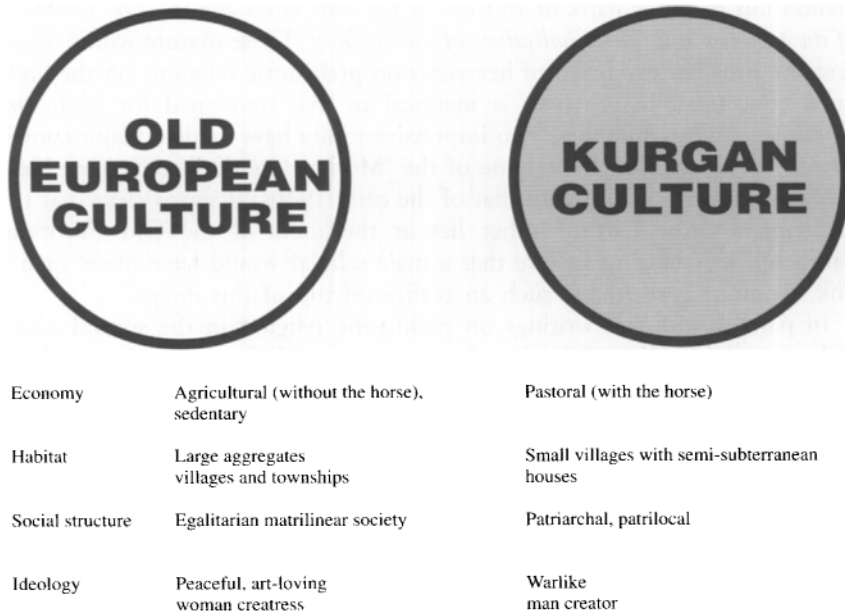 OLD
EUROPEAN
CULTURE
KURGAN
CULTURE
Economy Agricultural (without the horse), Pastoral (with the horse)
sedentary
Habitat Large aggregates Small villages with semi-subterranean
villages and townships houses
Social structure Egalitarian matrilinear society Patriarchal, patrilocal
Ideology Peaceful, art-loving Warlike
woman creatress man creator